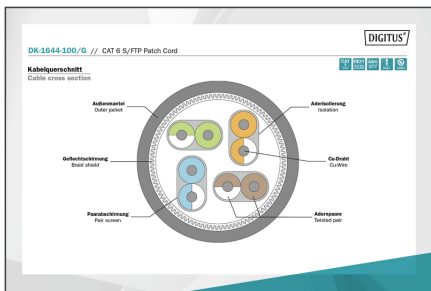 DIGITUS®
DK-1644-100/G // CAT 6 S/FTP Patch Cord
Kabelquerschnitt
Cable cross section
Außenmantel
Outer jacket
Aderisolierung
Isolation
Geflechtschirmung
Braid shield
Cu-Draht
Cu-Wire
Paarabschirmung
Pair screen
Adernpaare
Twisted pair